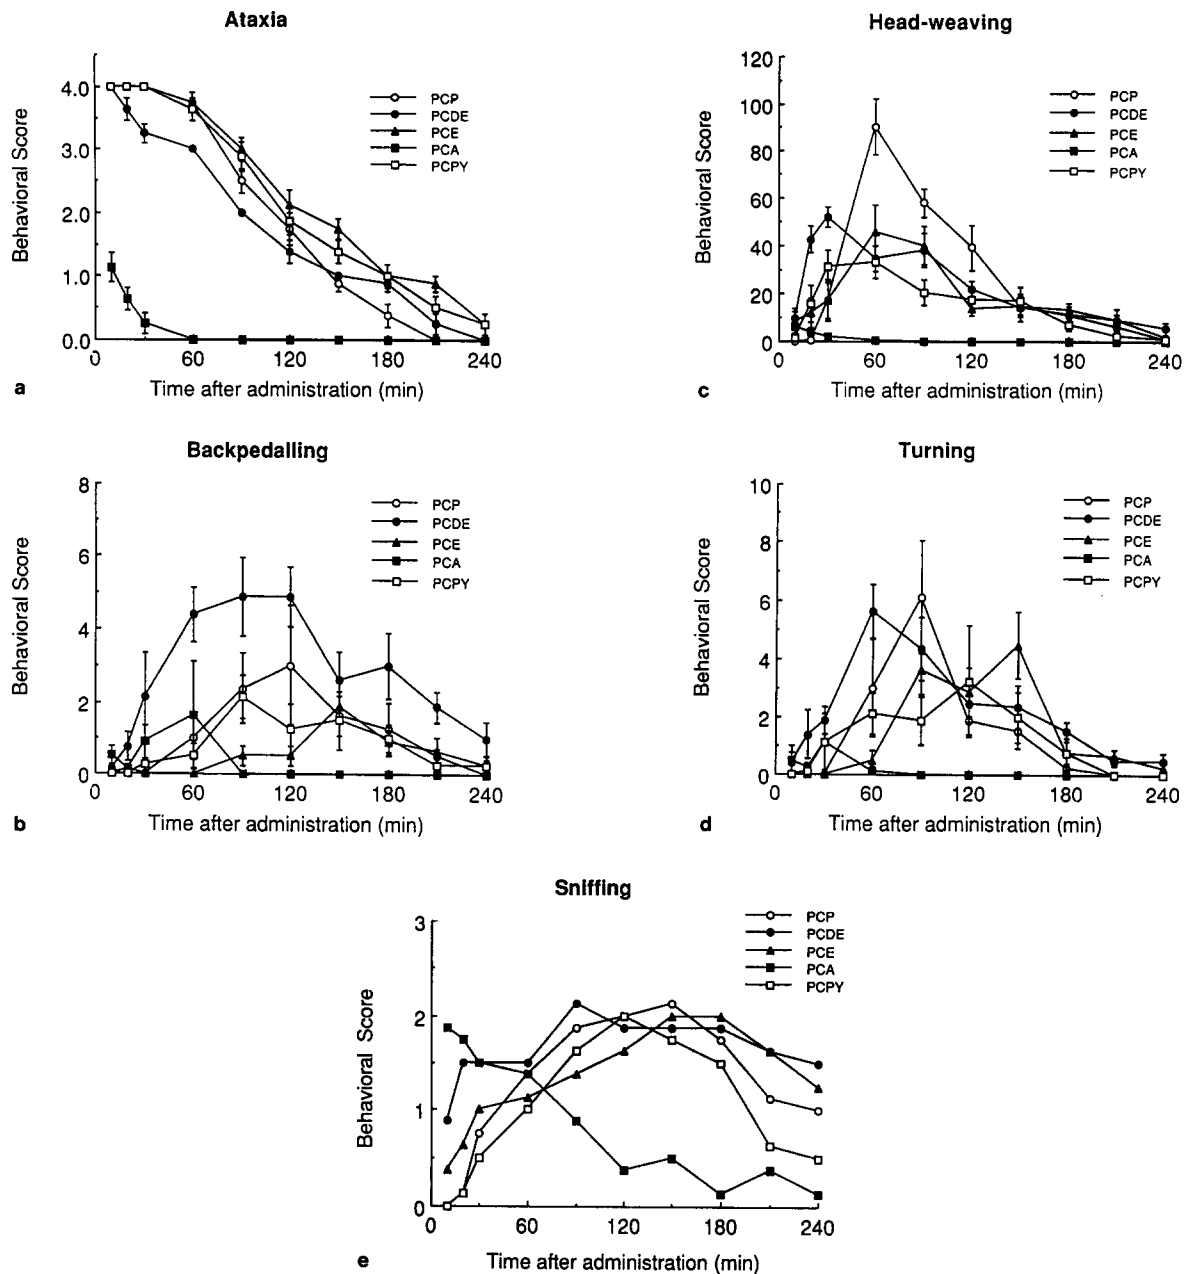 Ataxia
Behavioral Score
4.0
3.0
2.0
1.0
0.0
0 60 120 180 240
Time after administration (min)
PCP
PCDE
PCE
PCA
PCPY
a
Head-weaving
Behavioral Score
120
100
80
60
40
20
0
0 60 120 180 240
Time after administration (min)
PCP
PCDE
PCE
PCA
PCPY
c
Backpedalling
Behavioral Score
8
6
4
2
0
0 60 120 180 240
Time after administration (min)
PCP
PCDE
PCE
PCA
PCPY
b
Turning
Behavioral Score
10
8
6
4
2
0
0 60 120 180 240
Time after administration (min)
PCP
PCDE
PCE
PCA
PCPY
d
Sniffing
Behavioral Score
3
2
1
0
0 60 120 180 240
Time after administration (min)
PCP
PCDE
PCE
PCA
PCPY
e